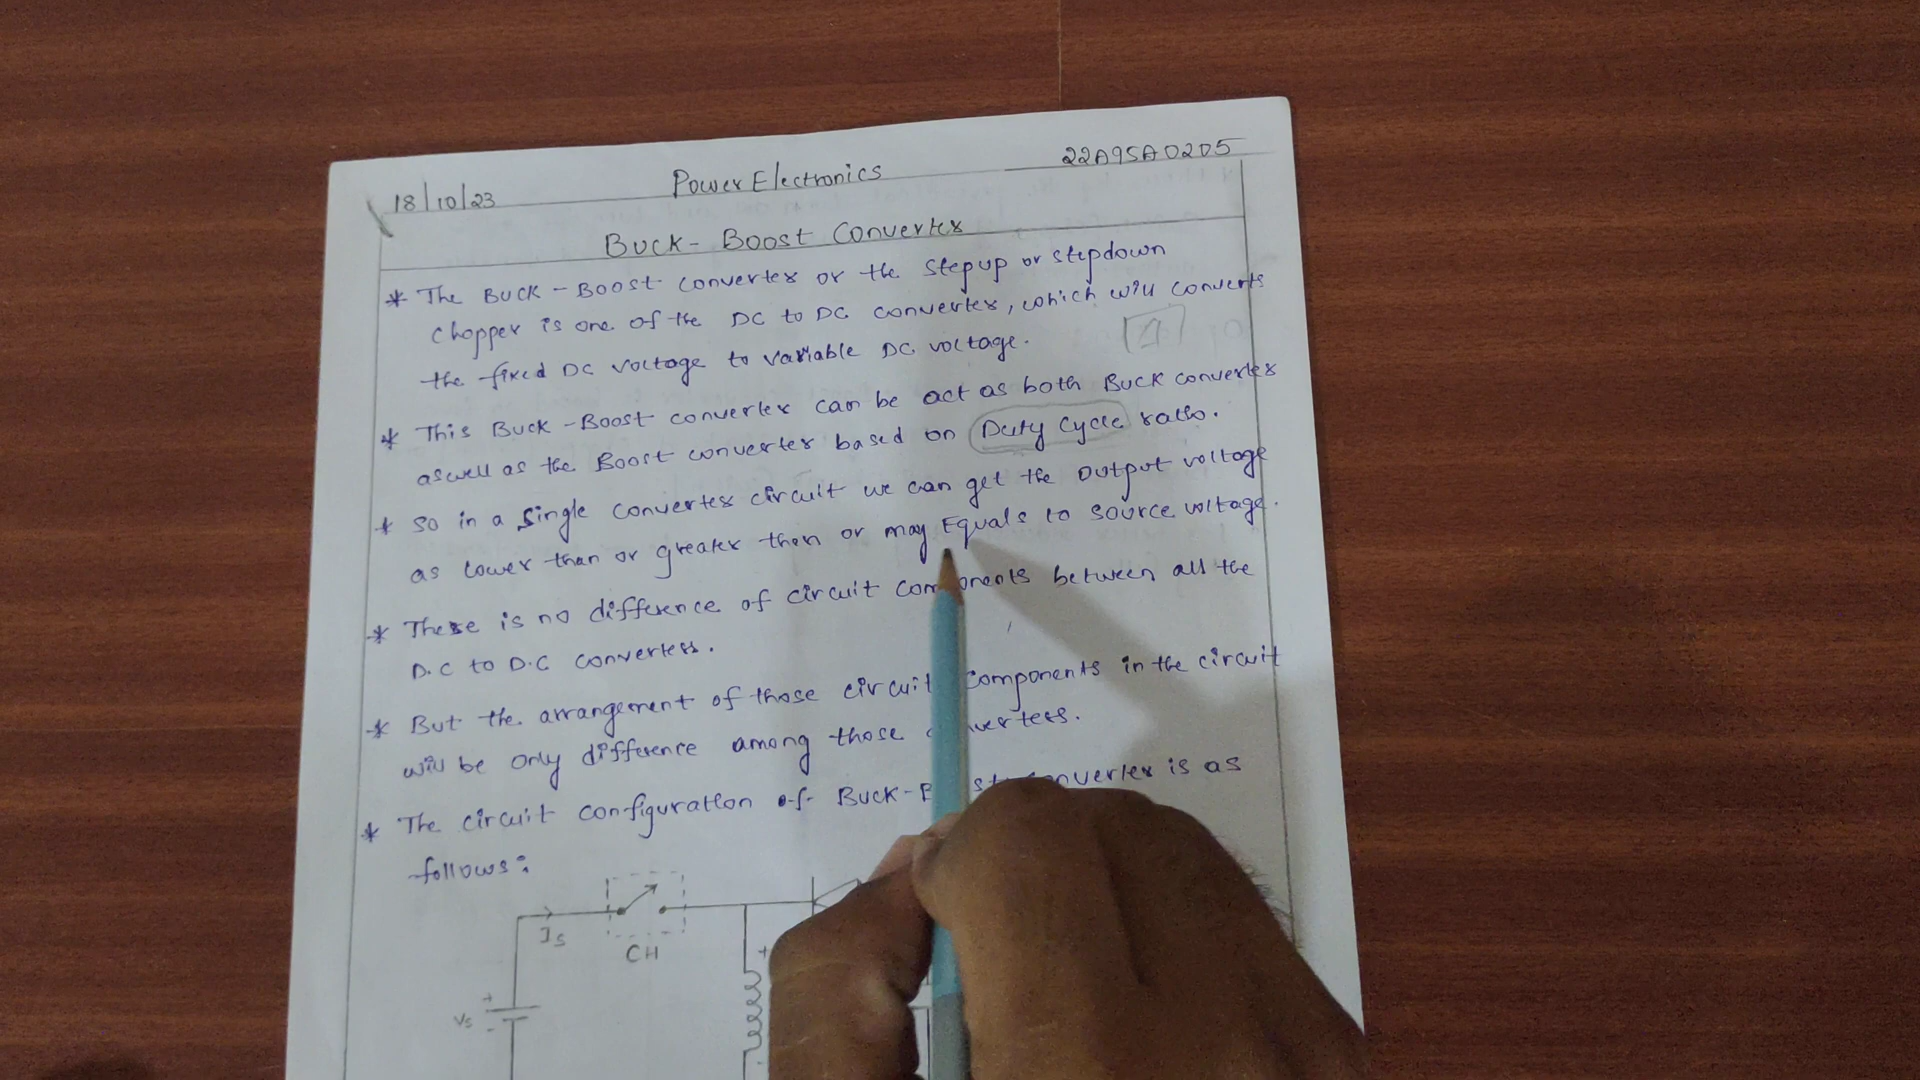 18/10/23
Power Electronics
22A95A0205
Buck-Boost Converter
* The Buck-Boost converter or the stepup or stepdown
chopper is one of the DC to DC converter, which will converts
the fixed DC voltage to variable DC voltage.
* This Buck-Boost converter can be act as both Buck converter
aswell as the Boost converter based on Duty Cycle ratio.
* So in a single converter circuit we can get the output voltage
as lower than or greater than or may Equals to source voltage.
* There is no difference of circuit components between all the
D.C to D.C converters.
* But the arrangement of those circuit components in the circuit
will be only difference among those converters.
* The circuit configuration of Buck-Boost converter is as
follows:
Is
CH
+
+
Vs
-